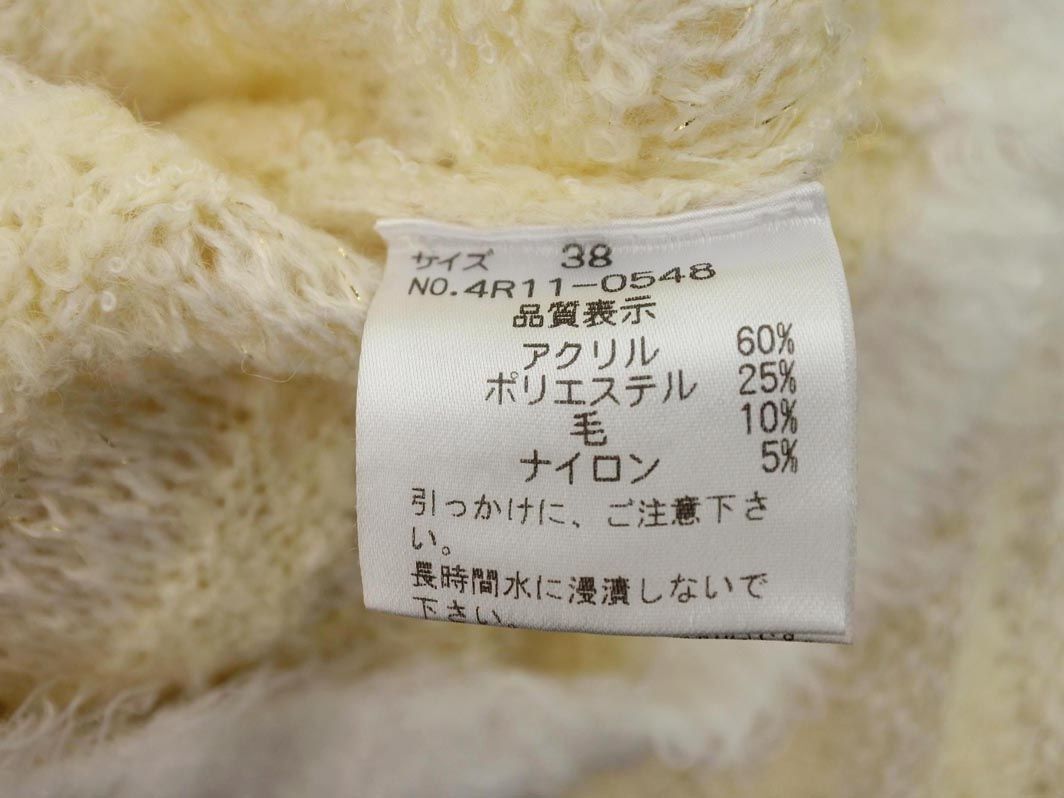 サイズ 38
NO.4R11-0548
品質表示
アクリル 60%
ポリエステル 25%
毛 10%
ナイロン 5%
引っかけに、ご注意下さ
い。
長時間水に浸漬しないで
下さい。